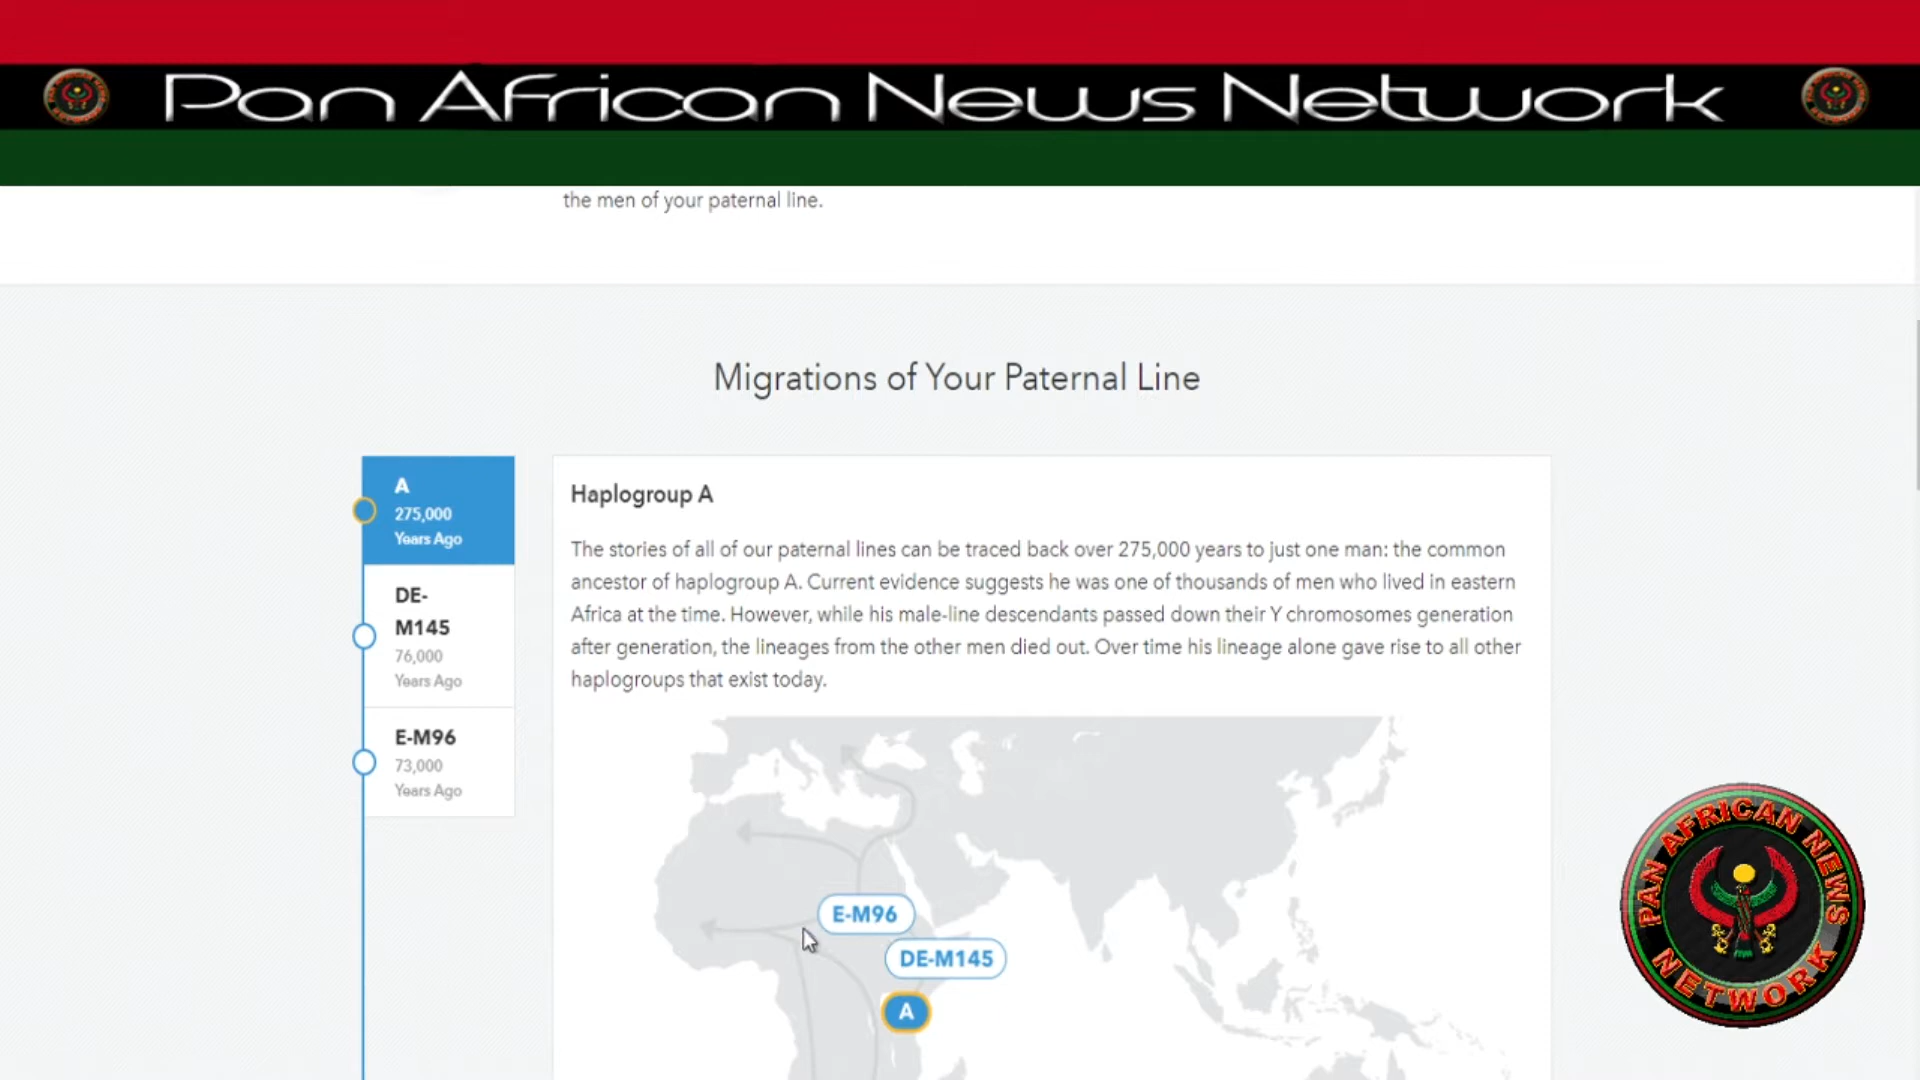 Pan African News Network
the men of your paternal line.
Migrations of Your Paternal Line
A
275,000
Years Ago
DE-
M145
76,000
Years Ago
E-M96
73,000
Years Ago
Haplogroup A
The stories of all of our paternal lines can be traced back over 275,000 years to just one man: the common
ancestor of haplogroup A. Current evidence suggests he was one of thousands of men who lived in eastern
Africa at the time. However, while his male-line descendants passed down their Y chromosomes generation
after generation, the lineages from the other men died out. Over time his lineage alone gave rise to all other
haplogroups that exist today.
E-M96
DE-M145
A
PAN AFRICAN NEWS
NETWORK